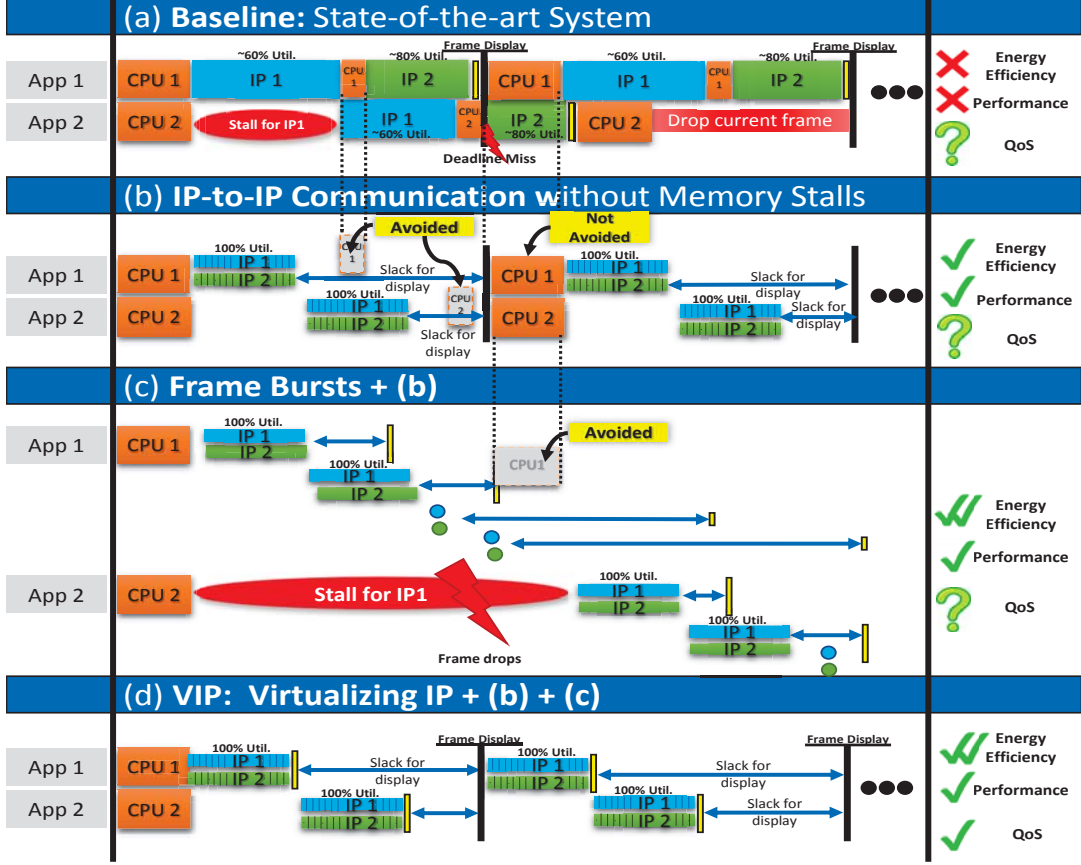 (a) Baseline: State-of-the-art System
Frame Display
Frame Display
~60% Util.
~80% Util.
~60% Util.
~80% Util.
App 1
CPU 1
IP 1
CPU
1
IP 2
CPU 1
IP 1
CPU
1
IP 2
App 2
CPU 2
Stall for IP1
IP 1
~60% Util.
CPU
2
IP 2
~80% Util.
CPU 2
Drop current frame
Deadline Miss
Energy
Efficiency
Performance
QoS
(b) IP-to-IP Communication without Memory Stalls
Avoided
Not
Avoided
App 1
CPU 1
100% Util.
IP 1
IP 2
CPU
1
Slack for
display
CPU 1
100% Util.
IP 1
IP 2
Slack for
display
App 2
CPU 2
100% Util.
IP 1
IP 2
CPU
2
Slack for
display
CPU 2
100% Util.
IP 1
IP 2
Slack for
display
Energy
Efficiency
Performance
QoS
(c) Frame Bursts + (b)
App 1
CPU 1
100% Util.
IP 1
IP 2
Avoided
CPU1
100% Util.
IP 1
IP 2
App 2
CPU 2
Stall for IP1
100% Util.
IP 1
IP 2
100% Util.
IP 1
IP 2
Frame drops
Energy
Efficiency
Performance
QoS
(d) VIP: Virtualizing IP + (b) + (c)
Frame Display
Frame Display
App 1
CPU 1
100% Util.
IP 1
IP 2
Slack for
display
100% Util.
IP 1
IP 2
Slack for
display
App 2
CPU 2
100% Util.
IP 1
IP 2
100% Util.
IP 1
IP 2
Slack for
display
Energy
Efficiency
Performance
QoS